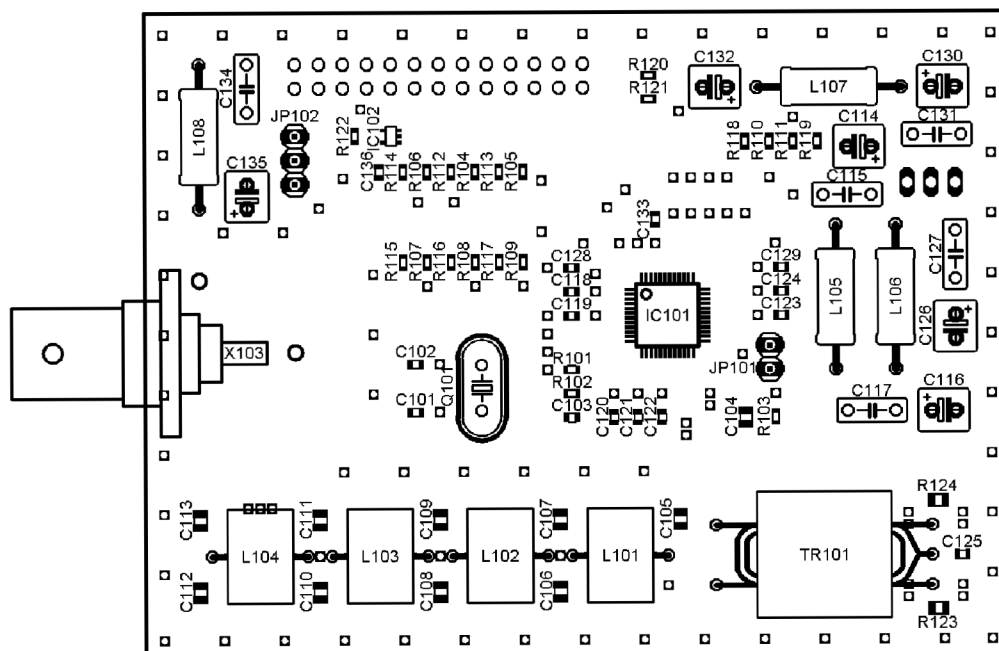 C132
C130
R120
R121
L107
C134
L108
JP102
R122
IC102
C136
R114
R106
R112
R104
R113
R105
R118
R110
R111
R119
C114
C131
C115
C135
C133
R115
R107
R116
R108
R117
R109
C128
C118
C119
IC101
C129
C124
C123
L105
L106
C127
C126
X103
C102
C101
Q101
R101
R102
C103
C120
C121
C122
C104
R103
JP101
C117
C116
C113
C111
C109
C107
C105
R124
L104
L103
L102
L101
TR101
C125
C112
C110
C108
C106
R123
+
+
+
+
+
+